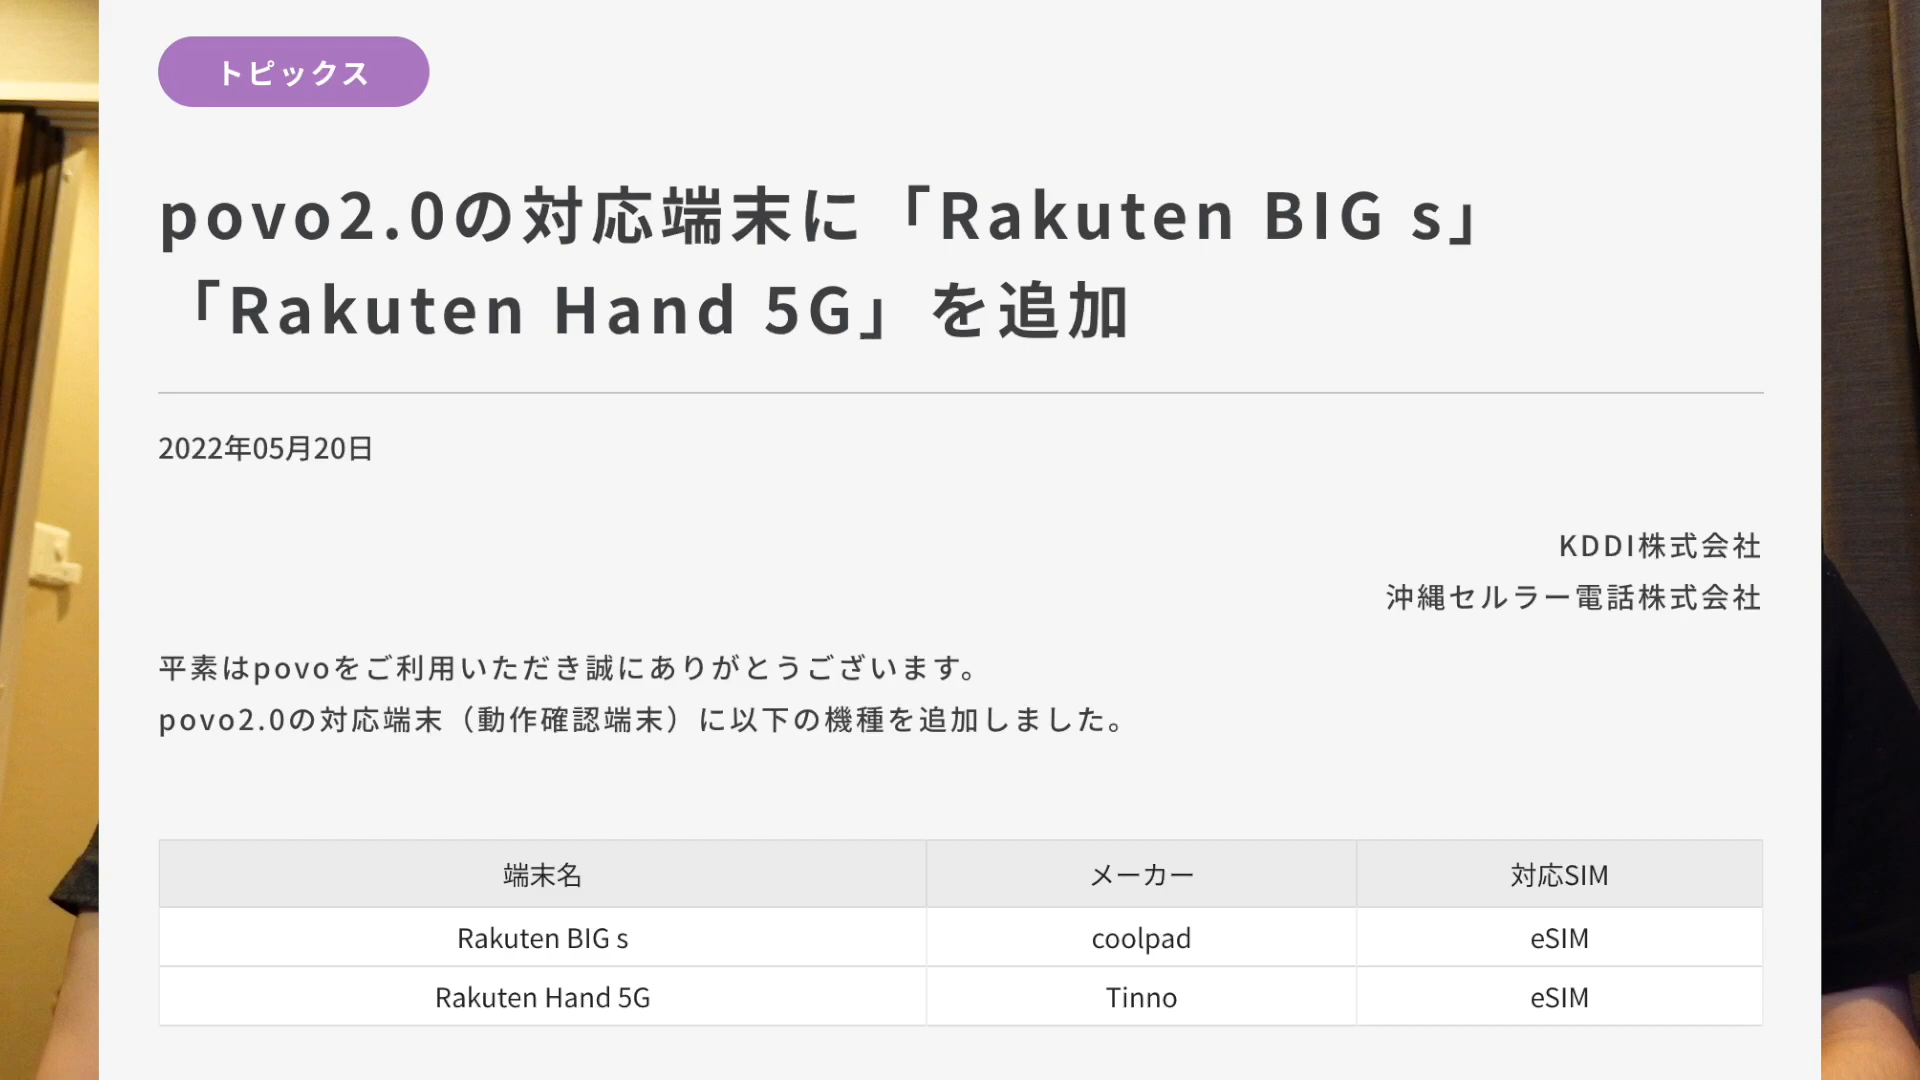 トピックス
povo2.0の対応端末に「Rakuten BIG s」
「Rakuten Hand 5G」を追加
2022年05月20日
KDDI株式会社
沖縄セルラー電話株式会社
平素はpovoをご利用いただき誠にありがとうございます。
povo2.0の対応端末（動作確認端末）に以下の機種を追加しました。
端末名 メーカー 対応SIM
Rakuten BIG s coolpad eSIM
Rakuten Hand 5G Tinno eSIM